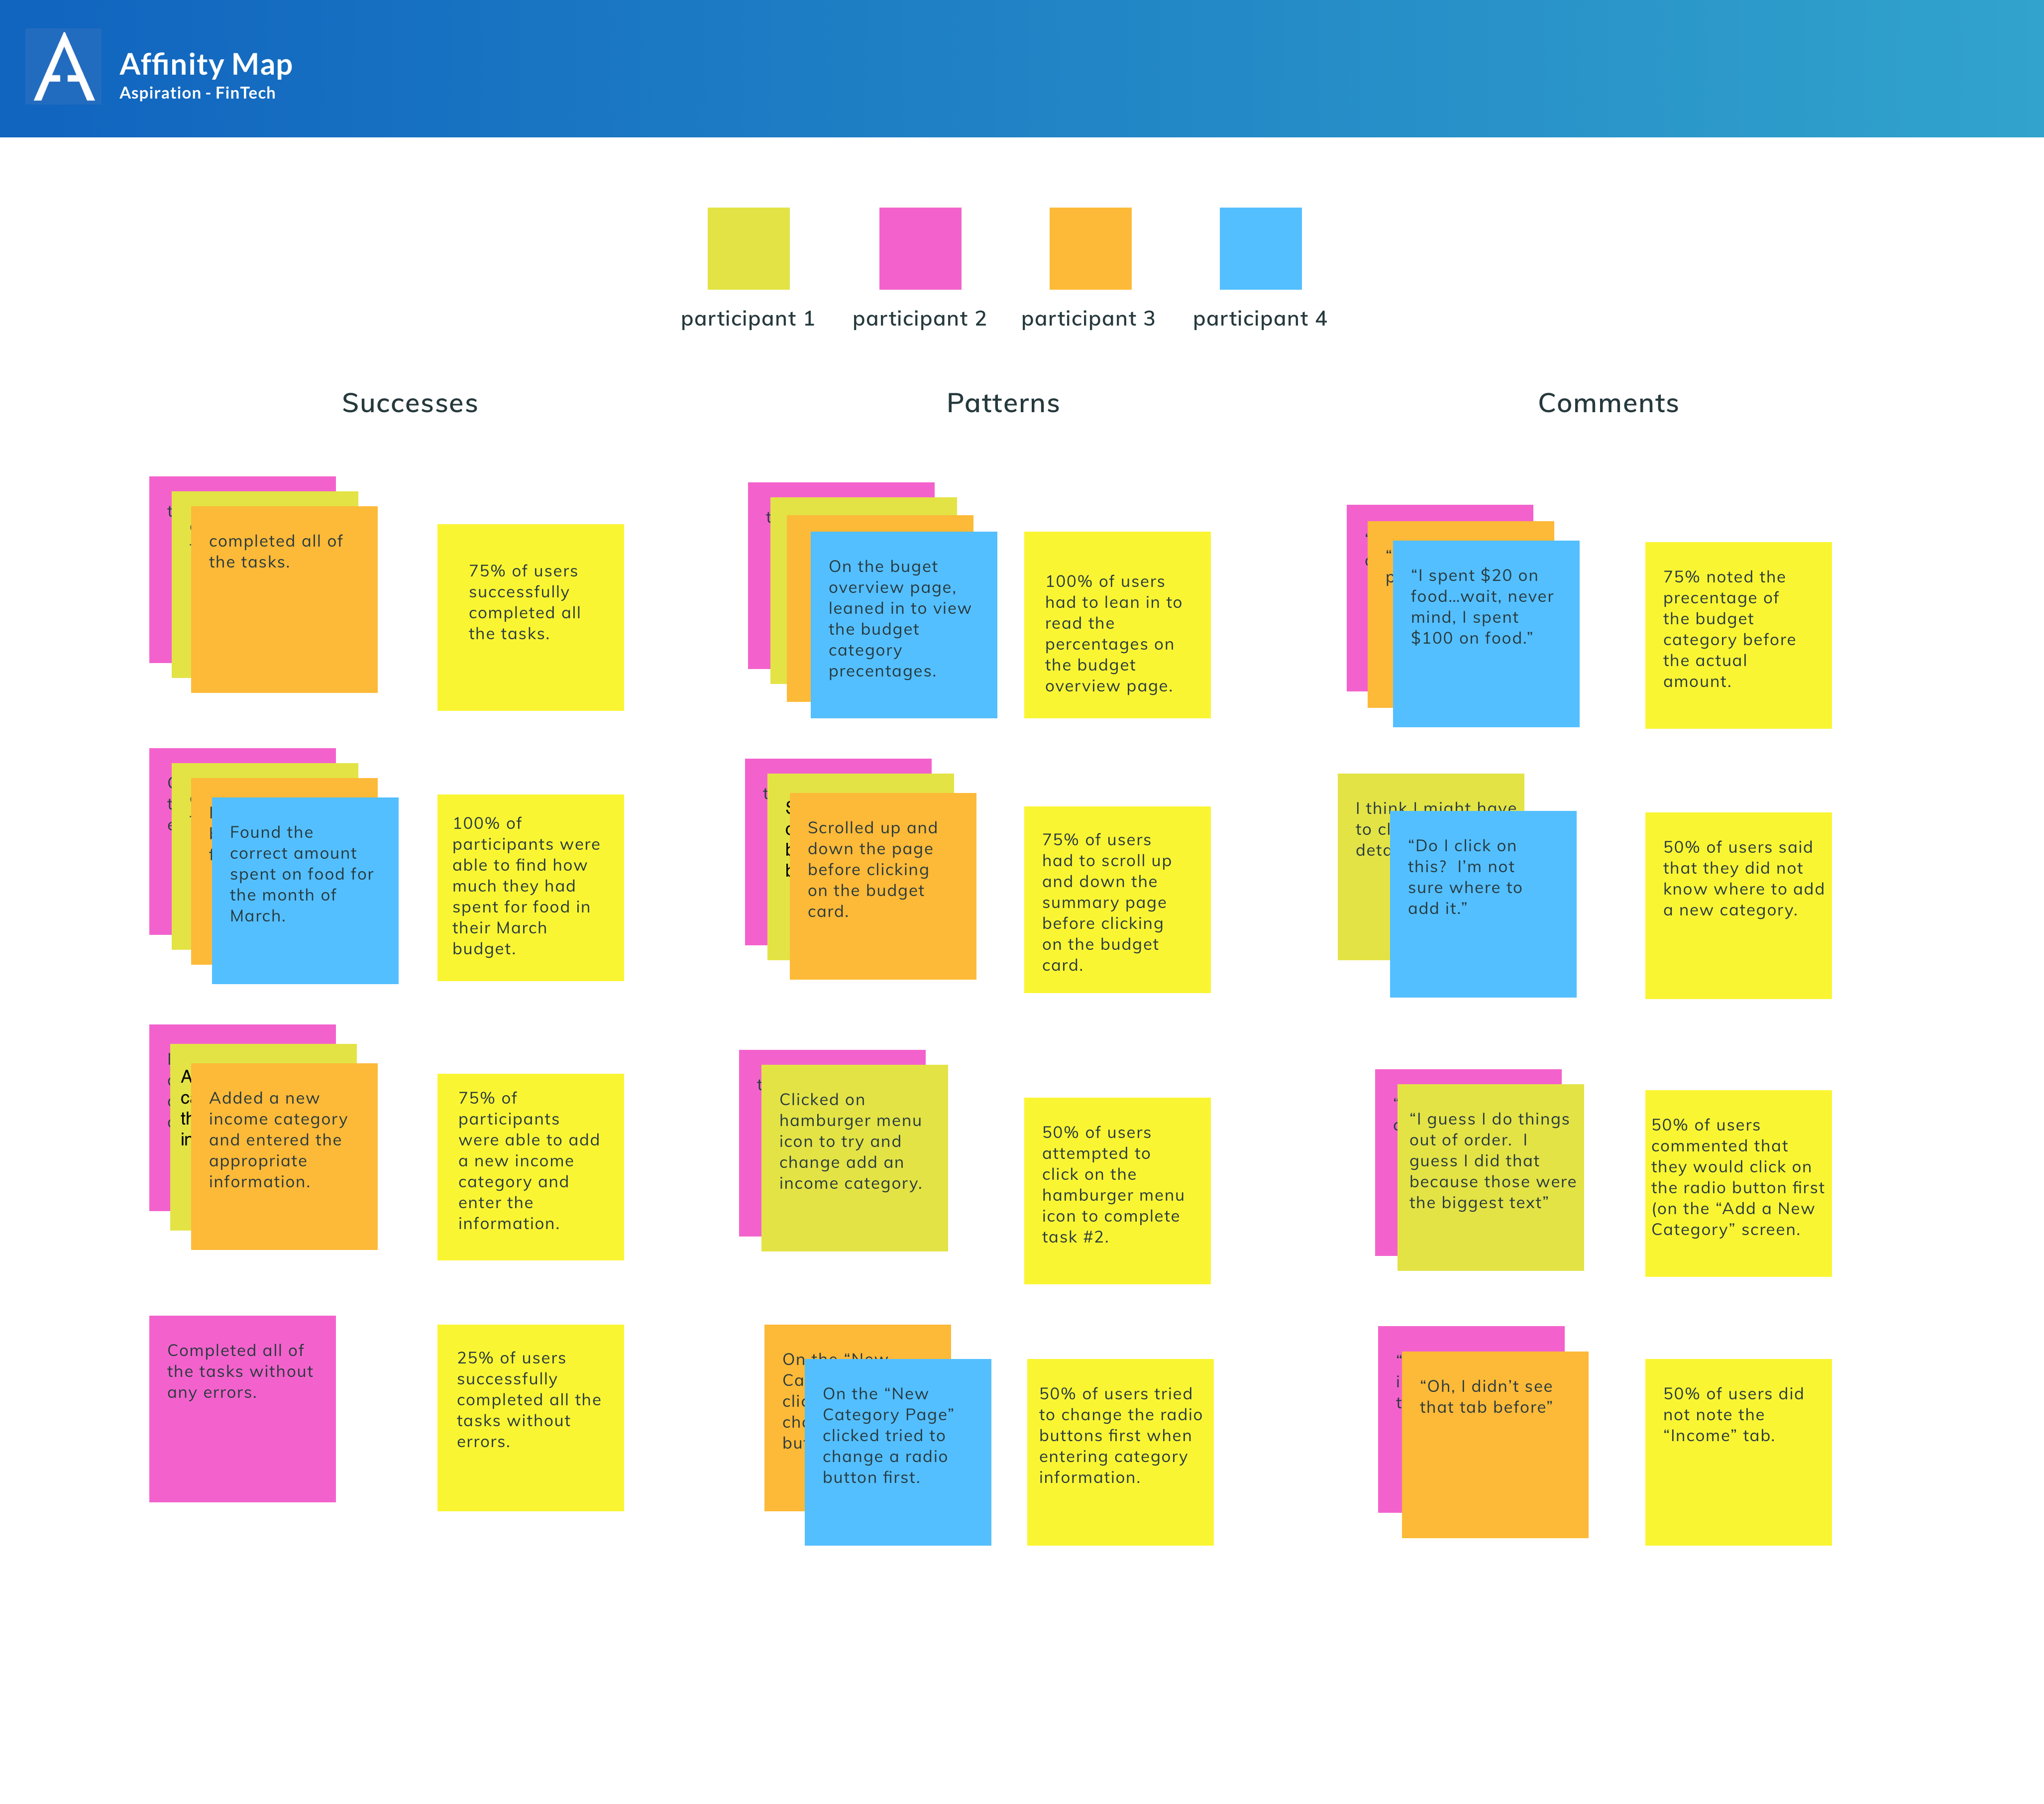 Affinity Map
Aspiration - FinTech
participant 1
participant 2
participant 3
participant 4
Successes
completed all of
the tasks.
75% of users
successfully
completed all
the tasks.
Found the
correct amount
spent on food for
the month of
March.
100% of
participants were
able to find how
much they had
spent for food in
their March
budget.
Added a new
income category
and entered the
appropriate
information.
75% of
participants
were able to add
a new income
category and
enter the
information.
Completed all of
the tasks without
any errors.
25% of users
successfully
completed all the
tasks without
errors.
Patterns
On the buget
overview page,
leaned in to view
the budget
category
precentages.
100% of users
had to lean in to
read the
percentages on
the budget
overview page.
Scrolled up and
down the page
before clicking
on the budget
card.
75% of users
had to scroll up
and down the
summary page
before clicking
on the budget
card.
Clicked on
hamburger menu
icon to try and
change add an
income category.
50% of users
attempted to
click on the
hamburger menu
icon to complete
task #2.
On the “New
On the “New
Category Page”
clicked tried to
change a radio
button first.
50% of users tried
to change the radio
buttons first when
entering category
information.
Comments
“I spent $20 on
food...wait, never
mind, I spent
$100 on food.”
75% noted the
precentage of
the budget
category before
the actual
amount.
I think I might have
to
“Do I click on
this?  I’m not
sure where to
add it.”
50% of users said
that they did not
know where to add
a new category.
“I guess I do things
out of order.  I
guess I did that
because those were
the biggest text”
50% of users
commented that
they would click on
the radio button first
(on the “Add a New
Category” screen.
“Oh, I didn’t see
that tab before”
50% of users did
not note the
“Income” tab.